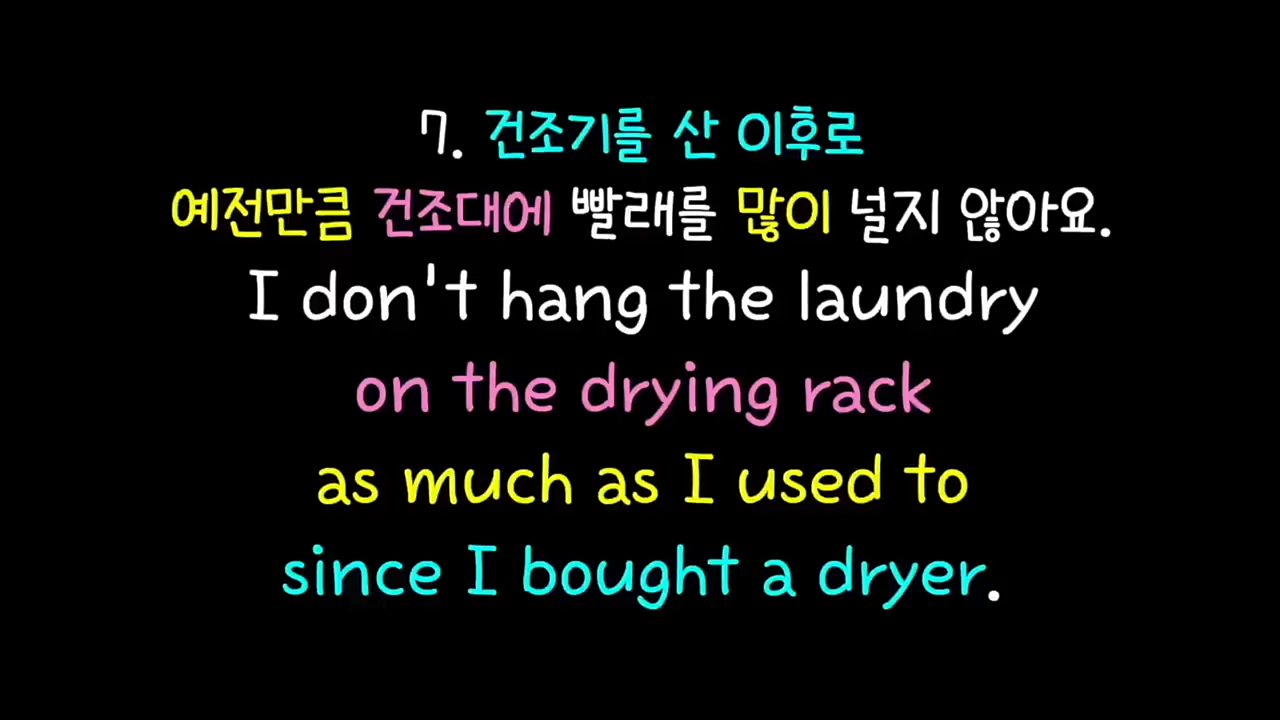 7. 건조기를 산 이후로
예전만큼 건조대에 빨래를 많이 널지 않아요.
I don't hang the laundry
on the drying rack
as much as I used to
since I bought a dryer.